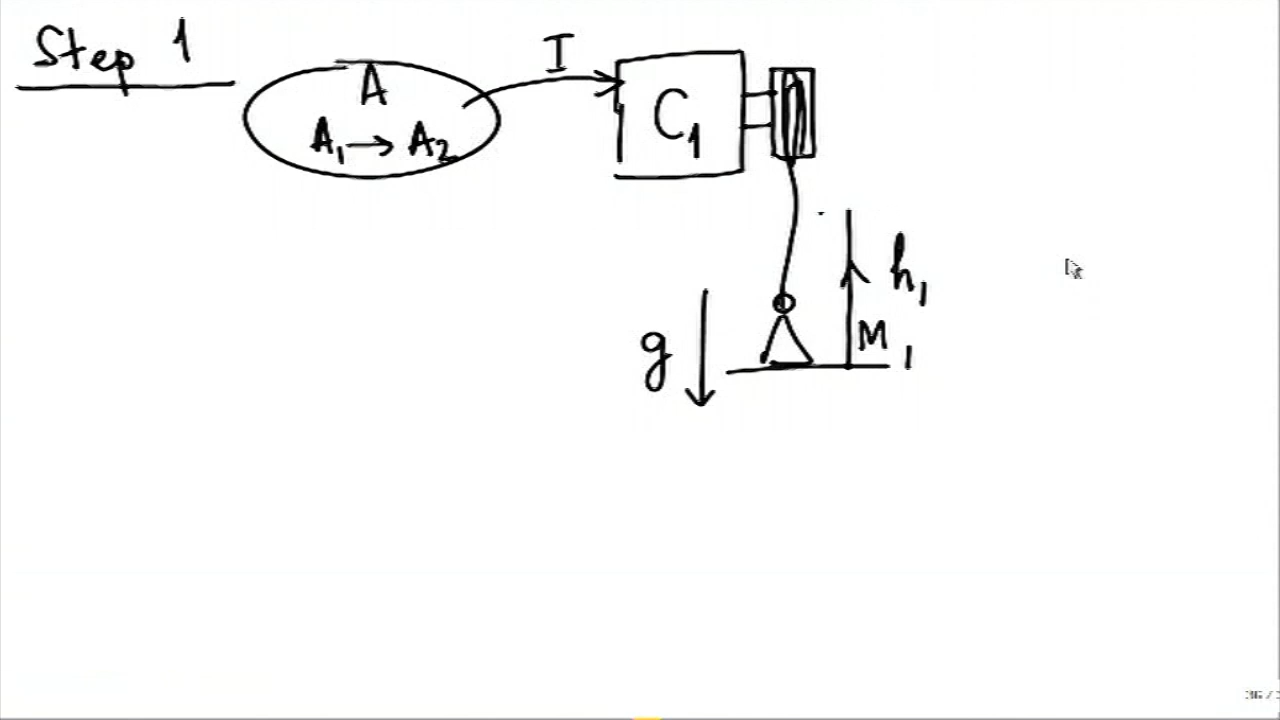 Step 1
A
A₁ → A₂
I
C₁
h₁
M₁
g